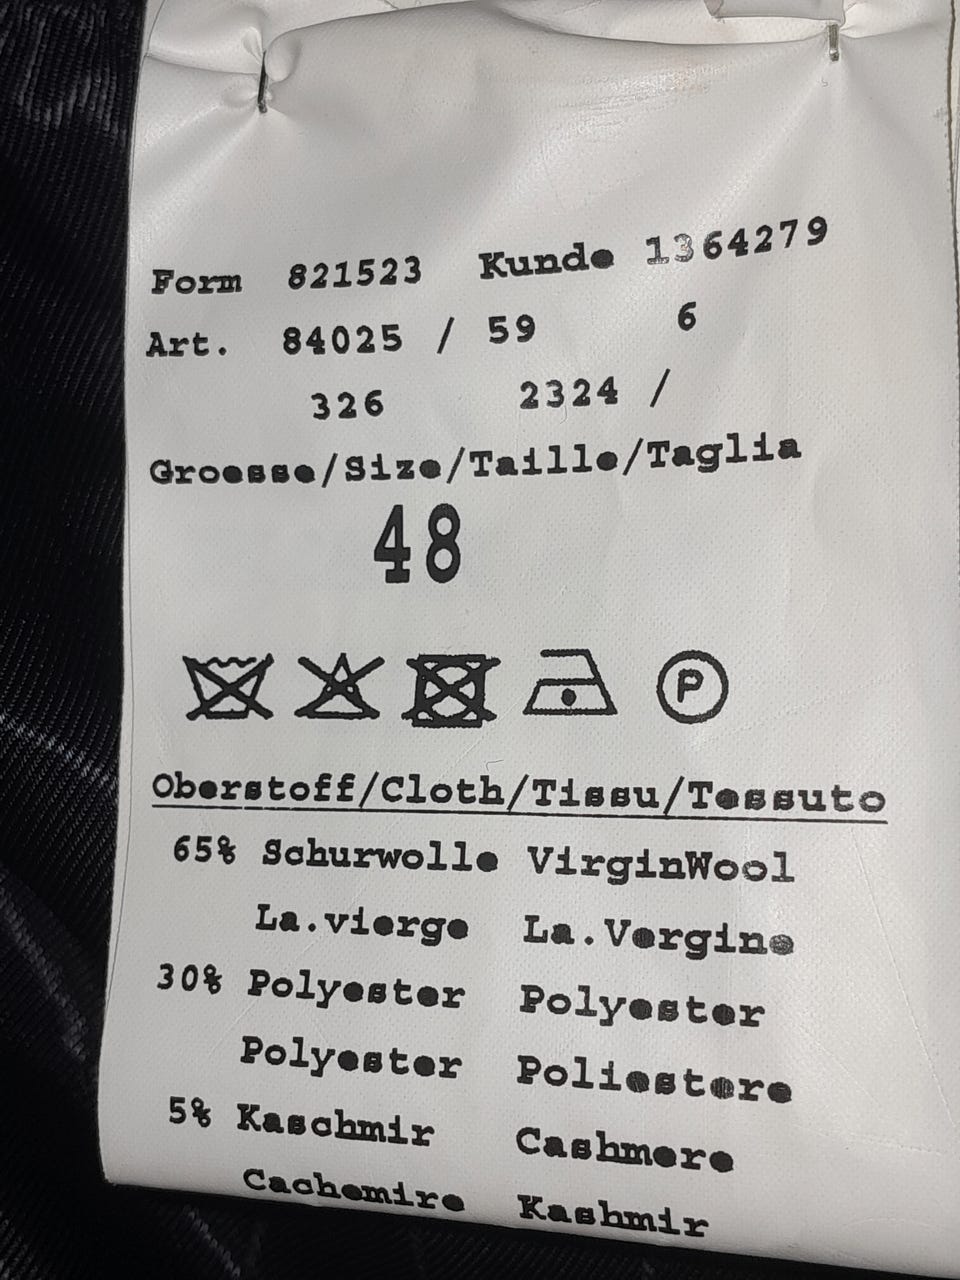 Form 821523 Kunde 1364279
Art. 84025 / 59 6
326 2324 /
Groesse/Size/Taille/Taglia
48
P
Oberstoff/Cloth/Tissu/Tessuto
65% Schurwolle VirginWool
La.vierge La.Vergine
30% Polyester Polyester
Polyester Poliestere
5% Kaschmir Cashmere
Cachemire Kashmir